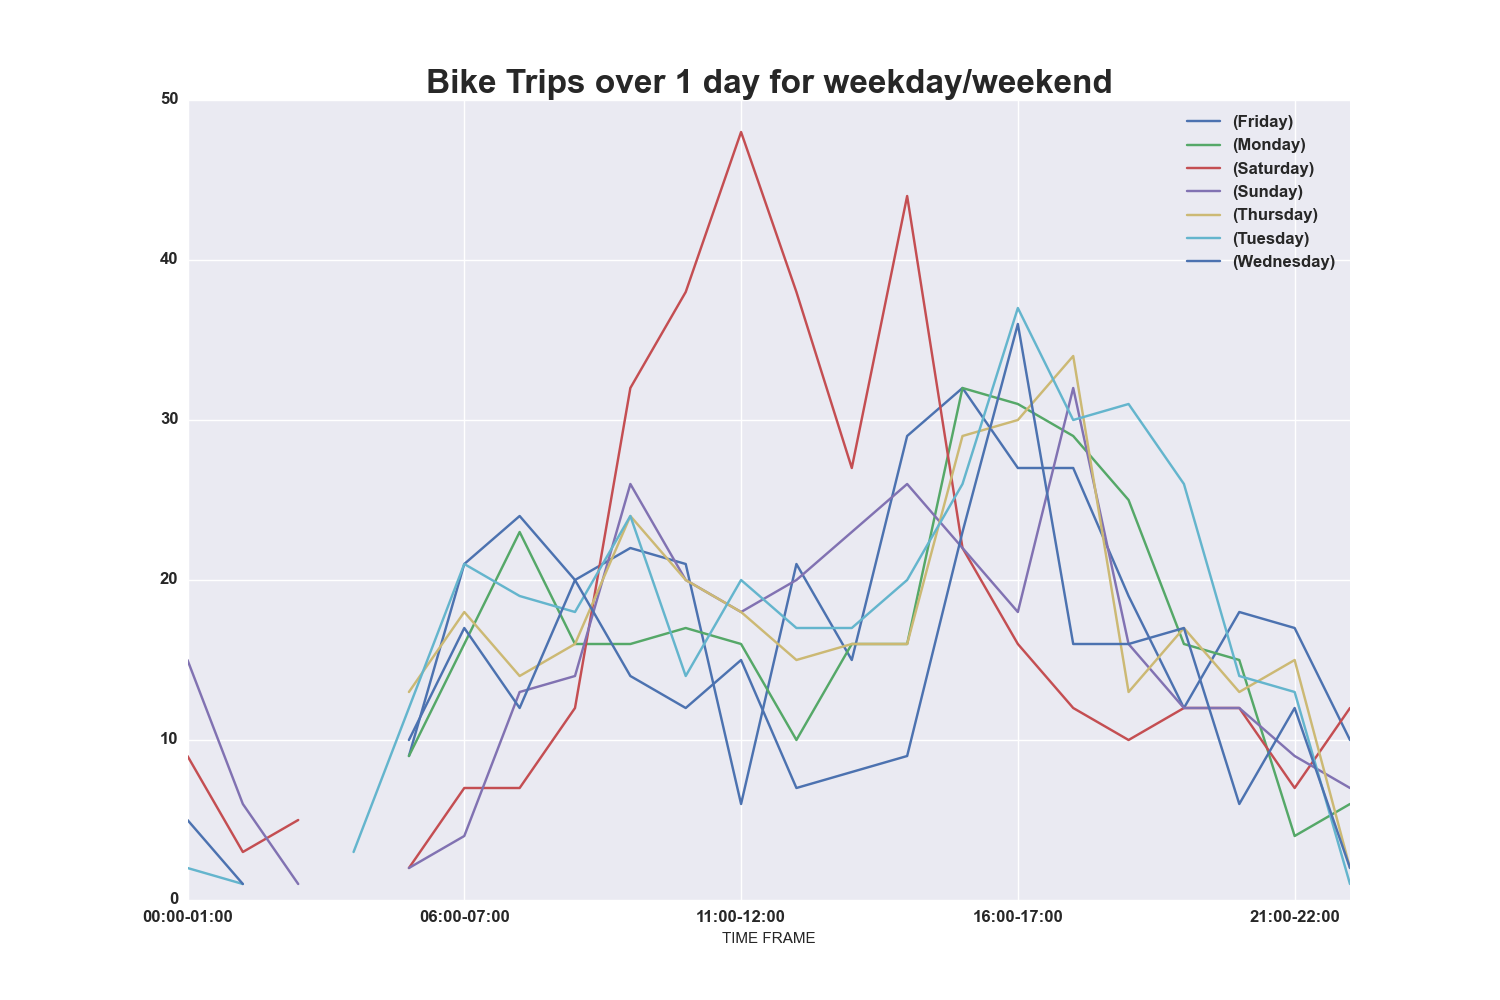 Bike Trips over 1 day for weekday/weekend
50
40
30
20
10
0
(Friday)
(Monday)
(Saturday)
(Sunday)
(Thursday)
(Tuesday)
(Wednesday)
00:00-01:00 06:00-07:00 11:00-12:00 16:00-17:00 21:00-22:00
TIME FRAME